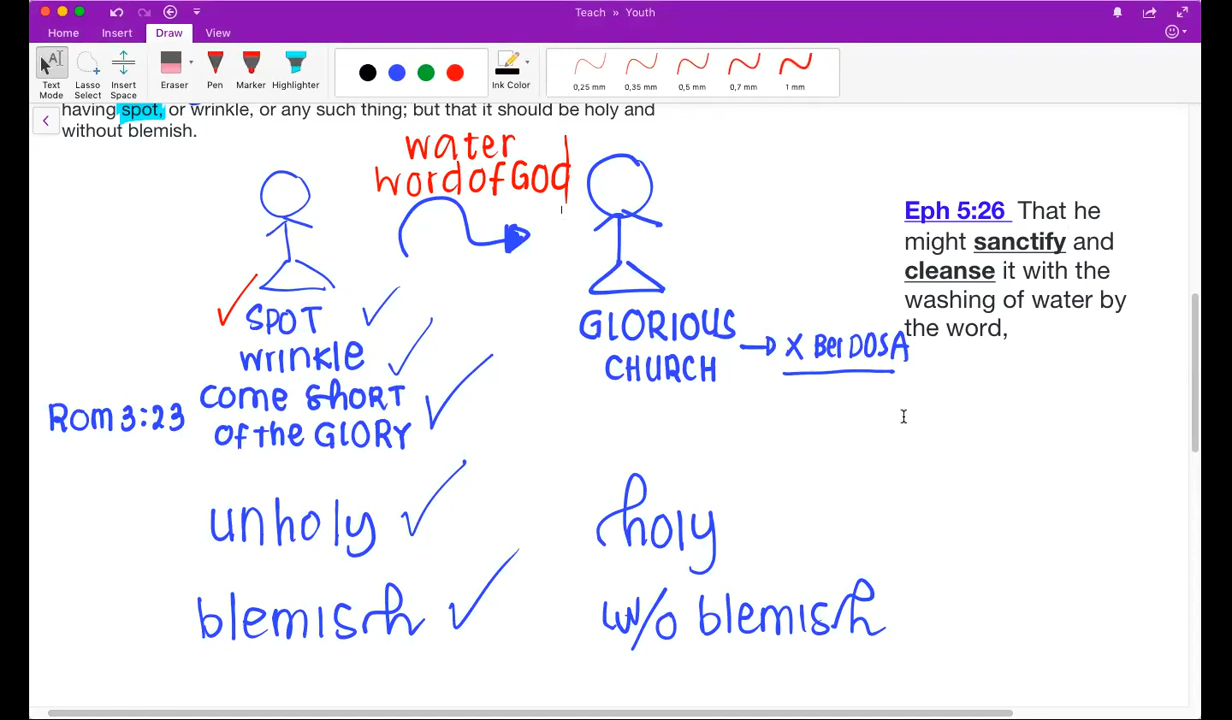 Teach » Youth
Home Insert Draw View
Text Mode
Lasso Select
Insert Space
Eraser
Pen
Marker
Highlighter
Ink Color
0,25 mm
0,35 mm
0,5 mm
0,7 mm
1 mm
having spot, or wrinkle, or any such thing; but that it should be holy and
without blemish.
water
word of GOD
SPOT
wrinkle
Rom 3:23
come short
of the GLORY
unholy
blemish
GLORIOUS
CHURCH
X Ber DOSA
holy
w/o blemish
Eph 5:26 That he
might sanctify and
cleanse it with the
washing of water by
the word,